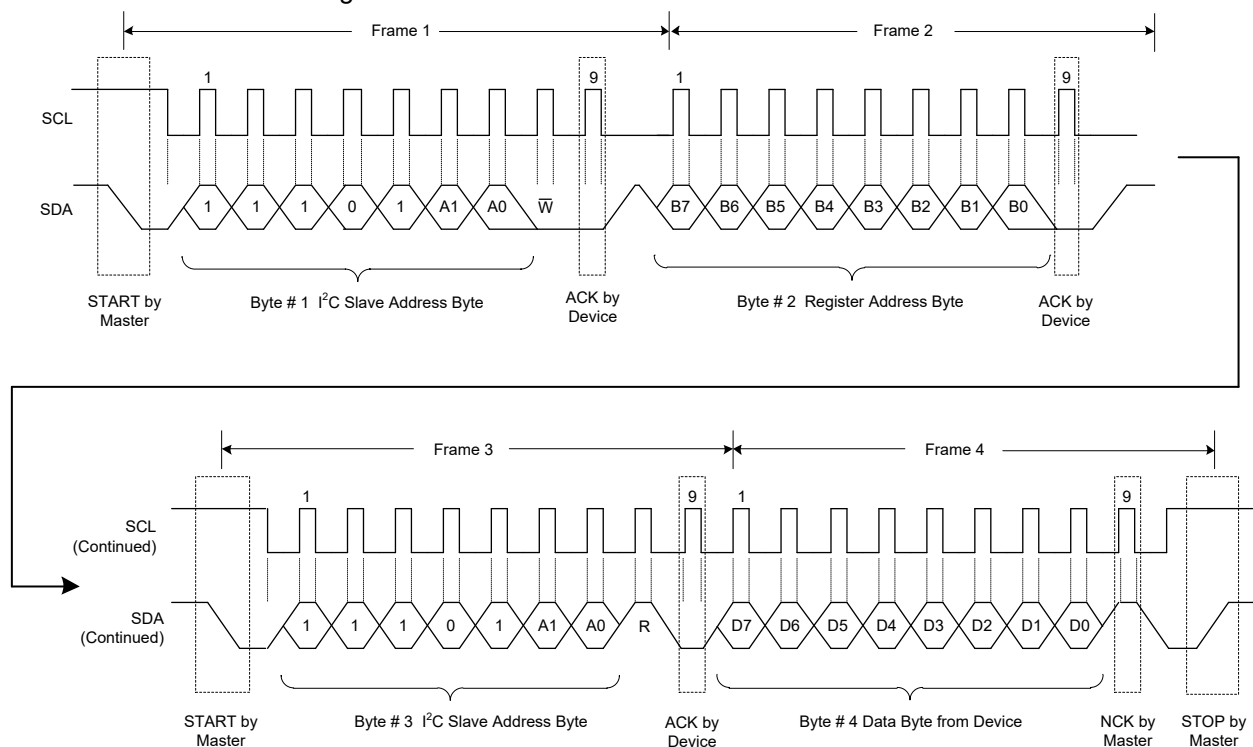 Frame 1 Frame 2
1 9 1 9
SCL
SDA 1 1 1 0 1 A1 A0 W̅ B7 B6 B5 B4 B3 B2 B1 B0
START by Master
Byte # 1 I²C Slave Address Byte
ACK by Device
Byte # 2 Register Address Byte
ACK by Device
Frame 3 Frame 4
1 9 1 9
SCL
(Continued)
SDA
(Continued)
1 1 1 0 1 A1 A0 R D7 D6 D5 D4 D3 D2 D1 D0
START by Master
Byte # 3 I²C Slave Address Byte
ACK by Device
Byte # 4 Data Byte from Device
NCK by Master
STOP by Master